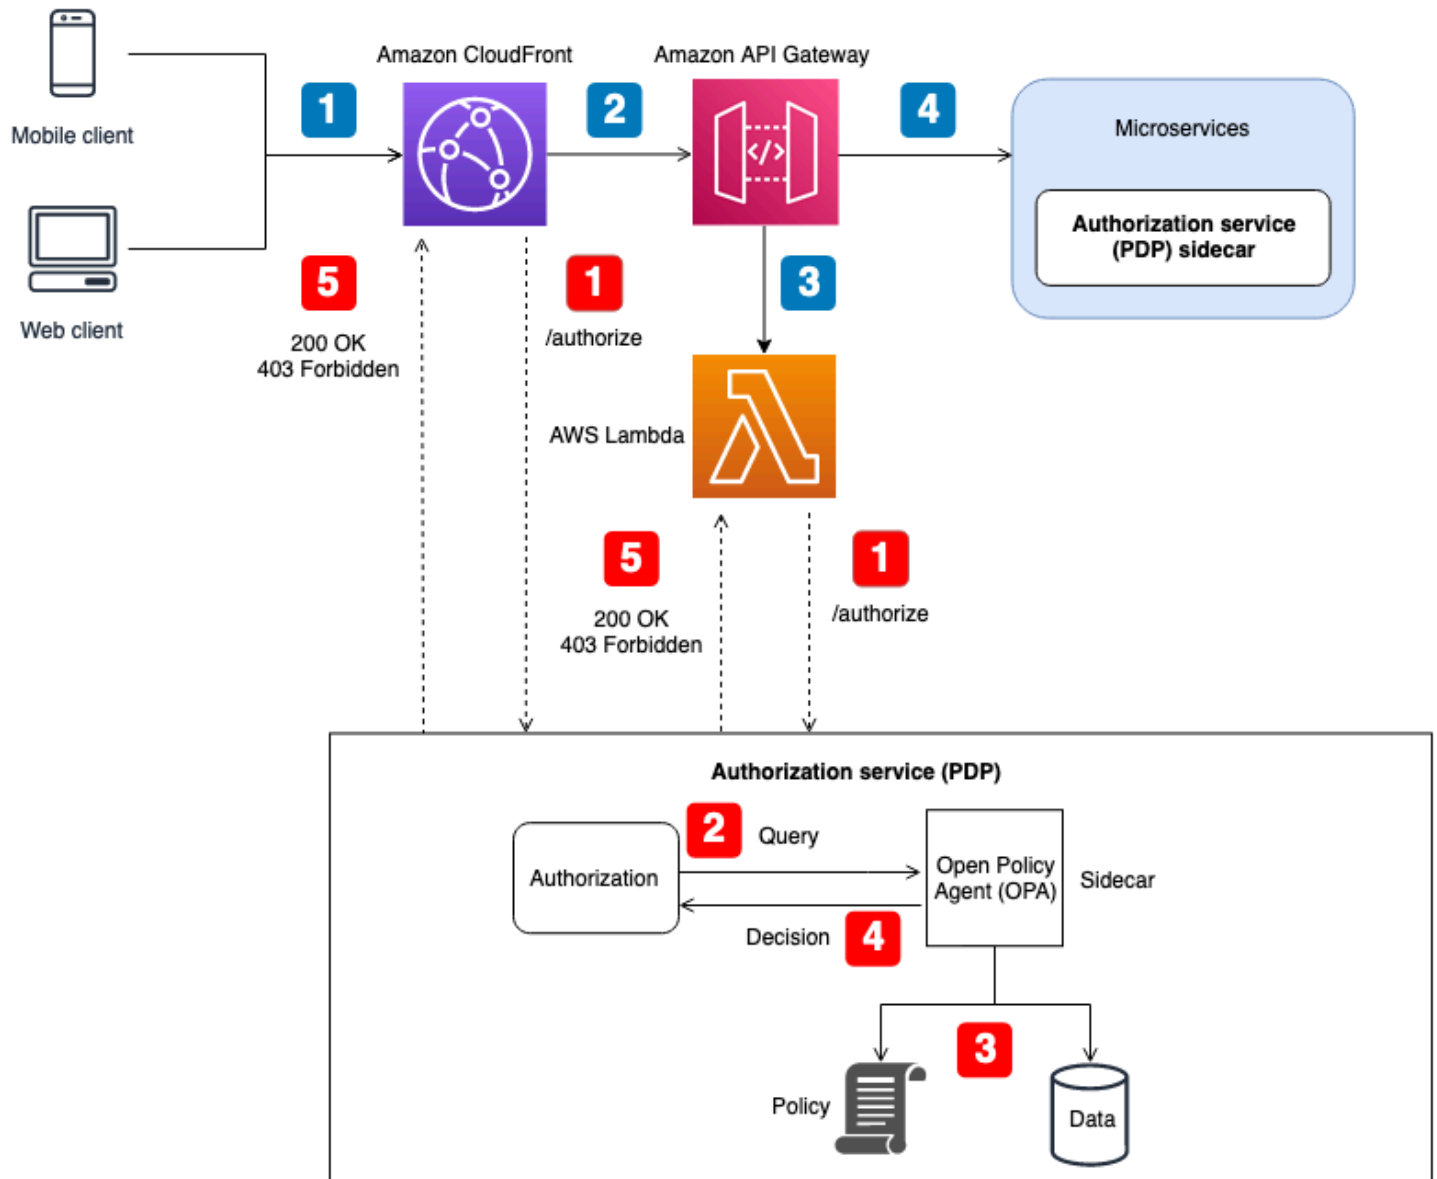 Amazon CloudFront
Amazon API Gateway
1
2
4
Mobile client
Microservices
</>
Authorization service
(PDP) sidecar
5
1
3
Web client
200 OK
403 Forbidden
/authorize
AWS Lambda
5
1
200 OK
403 Forbidden
/authorize
Authorization service (PDP)
2
Query
Authorization
Open Policy
Agent (OPA)
Sidecar
Decision
4
3
Policy
Data